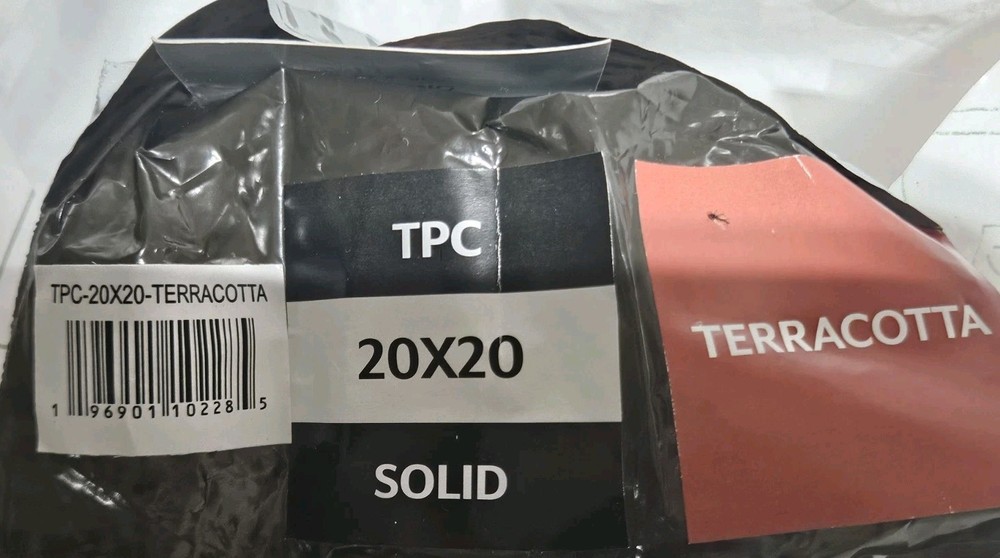 TPC-20X20-TERRACOTTA
1 96901 10228 5
TPC
20X20
SOLID
TERRACOTTA